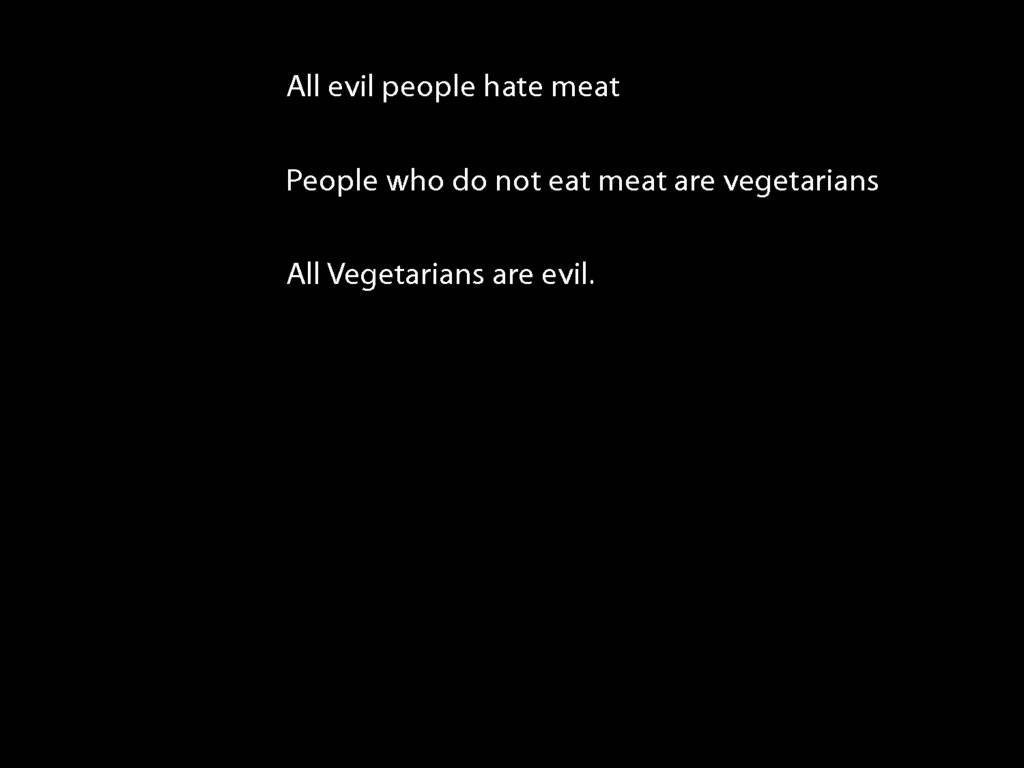 All evil people hate meat
People who do not eat meat are vegetarians
All Vegetarians are evil.